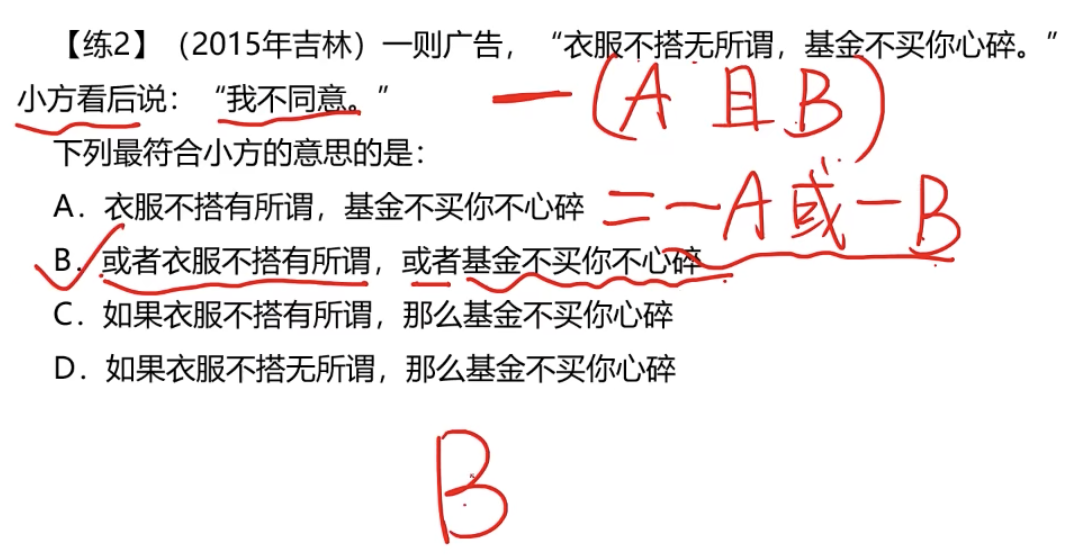 【练2】（2015年吉林）一则广告，“衣服不搭无所谓，基金不买你心碎。”
小方看后说：“我不同意。”
一(A 且 B)
下列最符合小方的意思的是：
A．衣服不搭有所谓，基金不买你不心碎
=一A或一B
B．或者衣服不搭有所谓，或者基金不买你不心碎
C．如果衣服不搭有所谓，那么基金不买你心碎
D．如果衣服不搭无所谓，那么基金不买你心碎
B